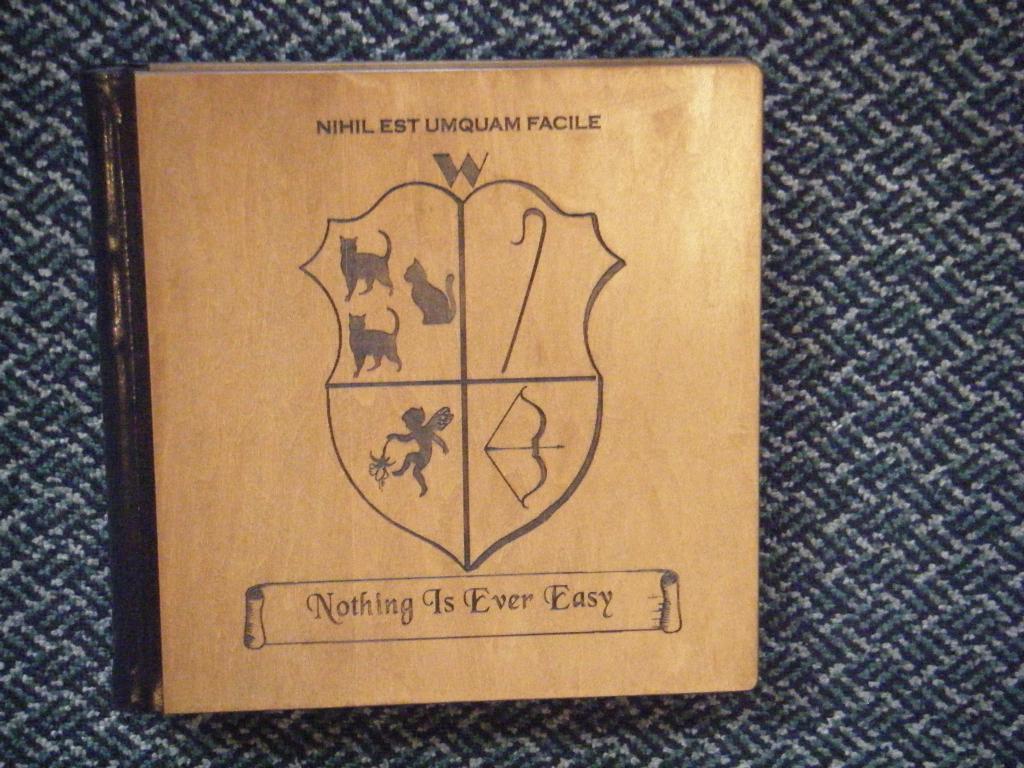 NIHIL EST UMQUAM FACILE
W
Nothing Is Ever Easy